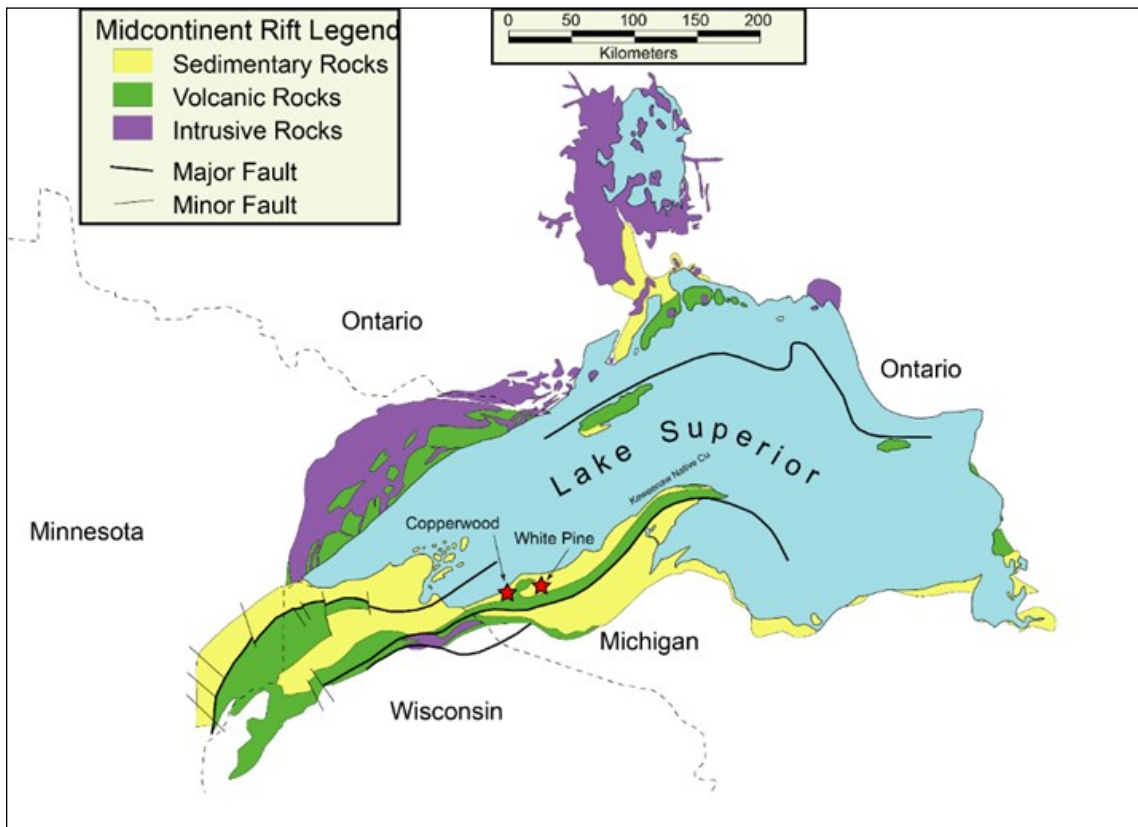 Midcontinent Rift Legend
Sedimentary Rocks
Volcanic Rocks
Intrusive Rocks
Major Fault
Minor Fault
0 50 100 150 200
Kilometers
Ontario
Ontario
Lake Superior
Keweenaw Native Cu
Minnesota
Copperwood
White Pine
Michigan
Wisconsin